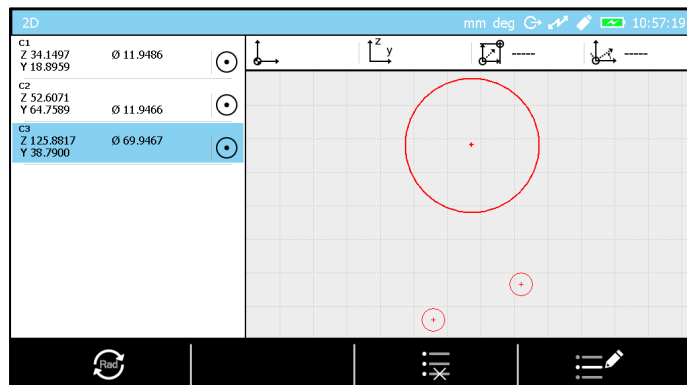 2D
mm deg 10:57:19
C1
Z 34.1497 Ø 11.9486
Y 18.8959
C2
Z 52.6071
Y 64.7589 Ø 11.9466
C3
Z 125.8817 Ø 69.9467
Y 38.7900
z
y
-----
-----
Rad